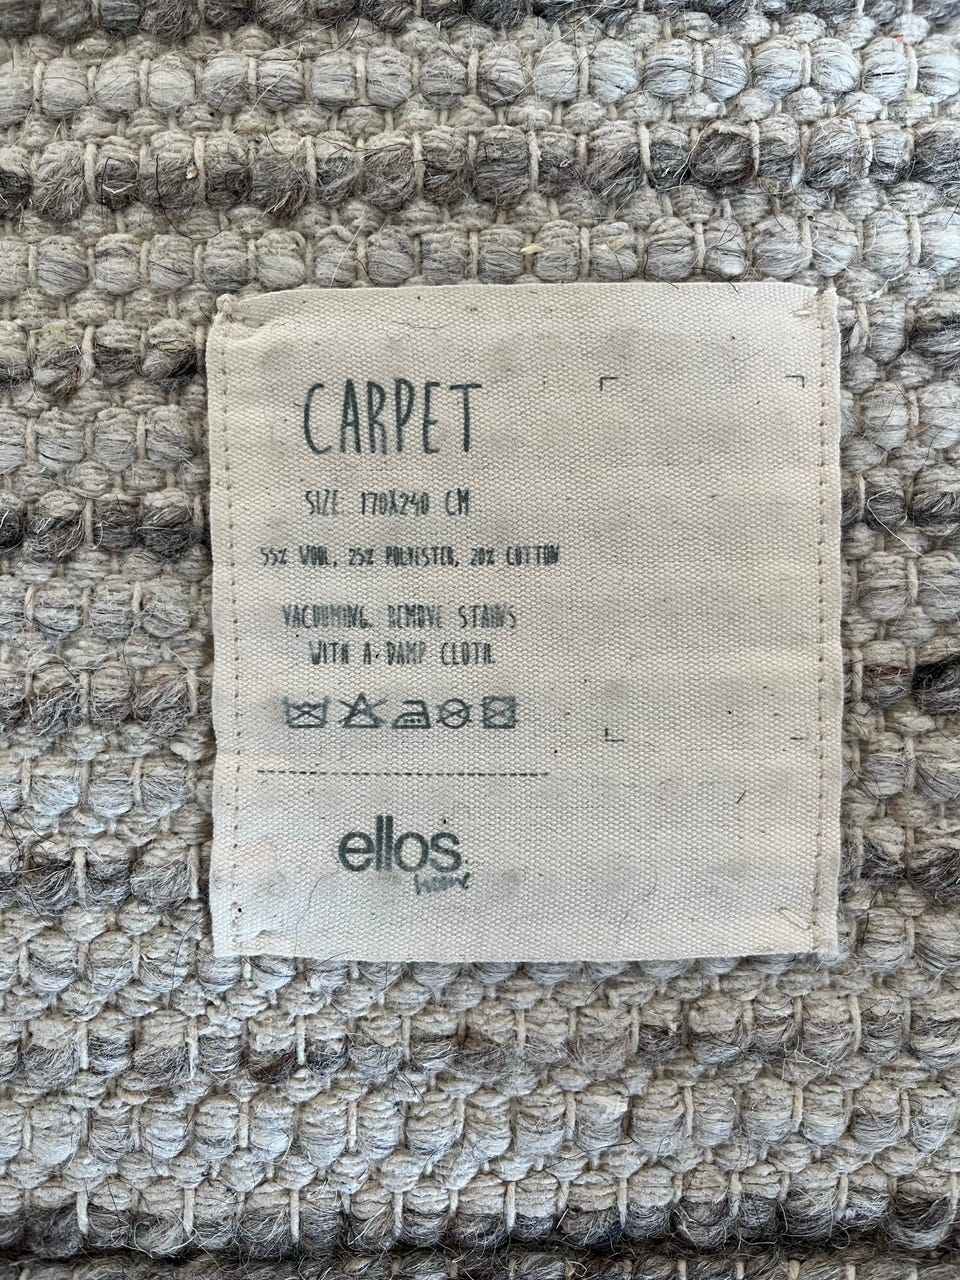 CARPET
SIZE: 170X240 CM
55% WOOL, 25% POLYESTER, 20% COTTON
VACUUMING. REMOVE STAINS
WITH A DAMP CLOTH.
ellos
home